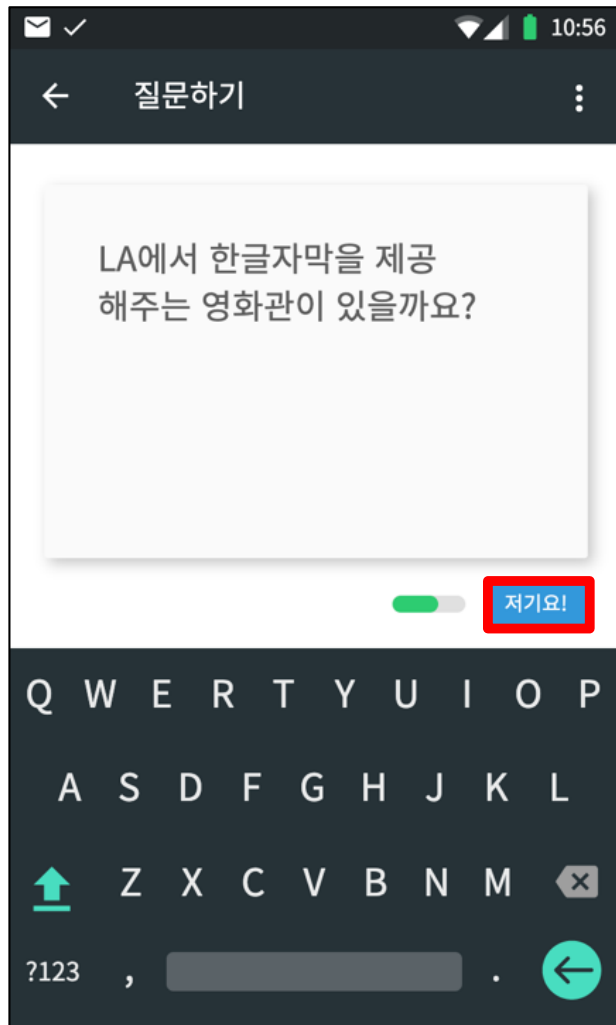 10:56
질문하기
LA에서 한글자막을 제공
해주는 영화관이 있을까요?
저기요!
Q W E R T Y U I O P
A S D F G H J K L
Z X C V B N M
?123 , .